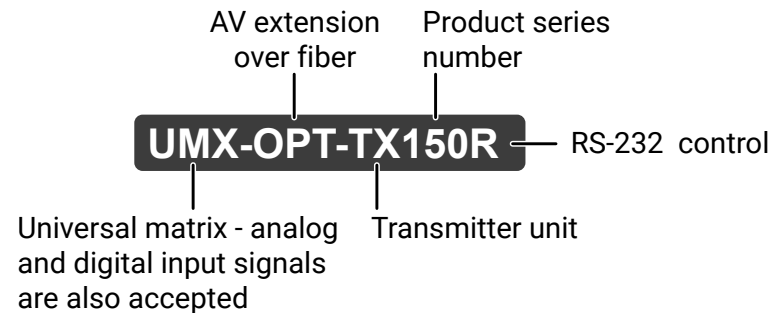 AV extension
over fiber
Product series
number
UMX-OPT-TX150R
RS-232 control
Universal matrix - analog
and digital input signals
are also accepted
Transmitter unit